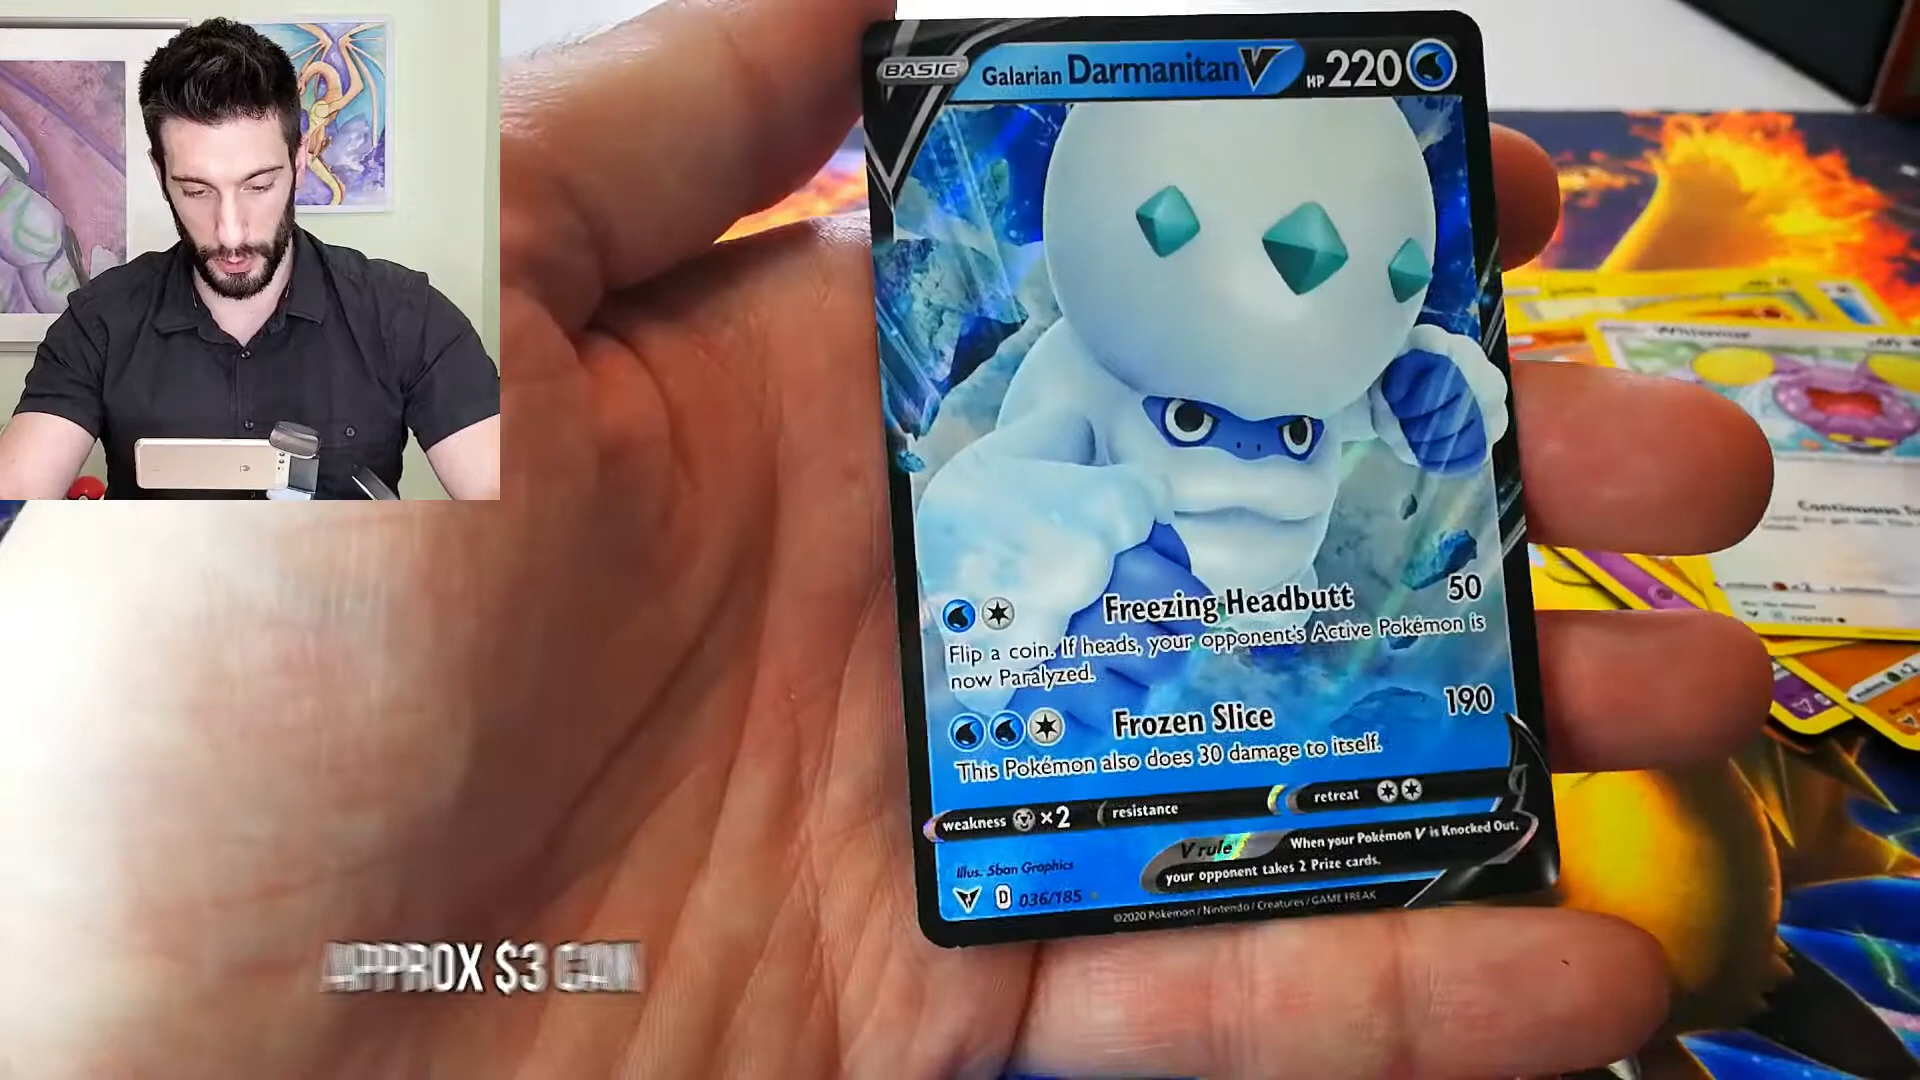 BASIC
Galarian Darmanitan V HP 220
Freezing Headbutt 50
Flip a coin. If heads, your opponent's Active Pokémon is
now Paralyzed.
Frozen Slice 190
This Pokémon also does 30 damage to itself.
weakness ×2 resistance retreat
V rule When your Pokémon V is Knocked Out,
your opponent takes 2 Prize cards.
Illus. 5ban Graphics
D 036/185
©2020 Pokémon / Nintendo / Creatures / GAME FREAK
Whismur
APPROX $3 CAN